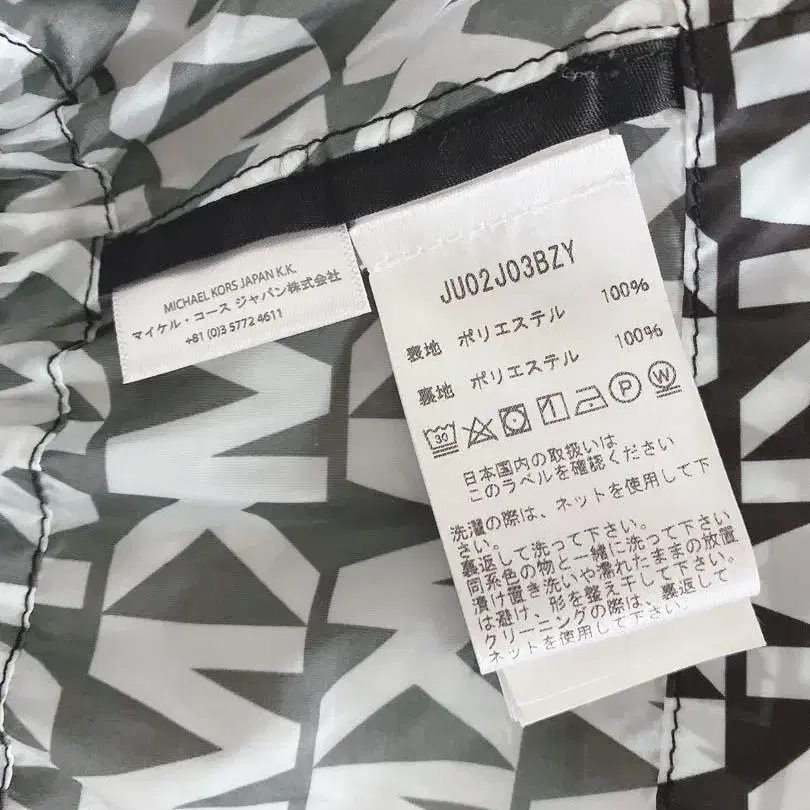 MICHAEL KORS JAPAN K.K.
マイケル・コース ジャパン株式会社
+81 (0)3 5772 4611
JU02J03BZY
表地 ポリエステル 100%
裏地 ポリエステル 100%
30 P W
日本国内の取扱いは
このラベルを確認ください
洗濯の際は、ネットを使用して下
さい。
裏返して洗って下さい。
同系色の物と一緒に洗って下さい
漬け置き洗いや濡れたままの放置
は避け、形を整え干して下さい。
クリーニングの際は、裏返して
ネットを使用して下さい。